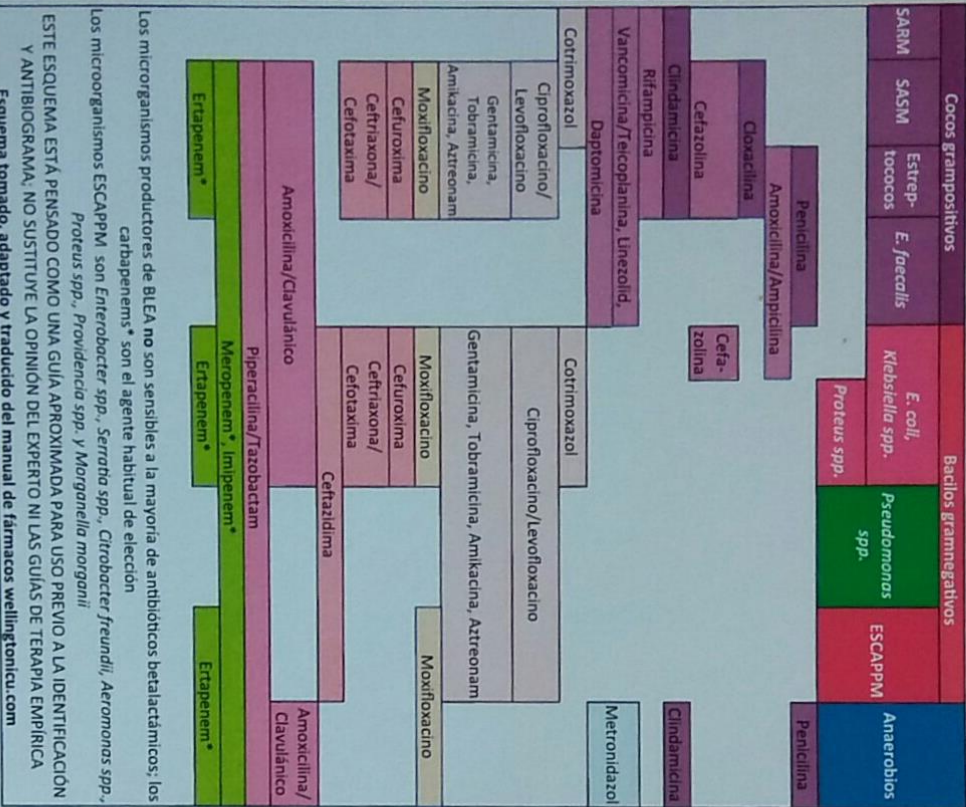 Cocos grampositivos
Bacilos gramnegativos
SARM
SASM
Estrep-
tococos
E. faecalis
E. coli,
Klebsiella spp.
Proteus spp.
Pseudomonas
spp.
ESCAPPM
Anaerobios
Penicilina
Penicilina
Amoxicilina/Ampicilina
Cloxacilina
Cefazolina
Cefa-
zolina
Clindamicina
Clindamicina
Rifampicina
Vancomicina/Teicoplanina, Linezolid,
Daptomicina
Metronidazol
Cotrimoxazol
Cotrimoxazol
Ciprofloxacino/
Levofloxacino
Ciprofloxacino/Levofloxacino
Gentamicina,
Tobramicina,
Amikacina, Aztreonam
Gentamicina, Tobramicina, Amikacina, Aztreonam
Moxifloxacino
Moxifloxacino
Moxifloxacino
Cefuroxima
Cefuroxima
Ceftriaxona/
Cefotaxima
Ceftriaxona/
Cefotaxima
Ceftazidima
Amoxicilina/Clavulánico
Amoxicilina/
Clavulánico
Piperacilina/Tazobactam
Meropenem*, Imipenem*
Ertapenem*
Ertapenem*
Ertapenem*
Los microrganismos productores de BLEA no son sensibles a la mayoría de antibióticos betalactámicos; los
carbapenems* son el agente habitual de elección
Los microorganismos ESCAPPM son Enterobacter spp., Serratia spp., Citrobacter freundii, Aeromonas spp.,
Proteus spp., Providencia spp. y Morganella morganii
ESTE ESQUEMA ESTÁ PENSADO COMO UNA GUÍA APROXIMADA PARA USO PREVIO A LA IDENTIFICACIÓN
Y ANTIBIOGRAMA; NO SUSTITUYE LA OPINIÓN DEL EXPERTO NI LAS GUÍAS DE TERAPIA EMPÍRICA
Esquema tomado, adaptado y traducido del manual de fármacos wellingtonicu.com